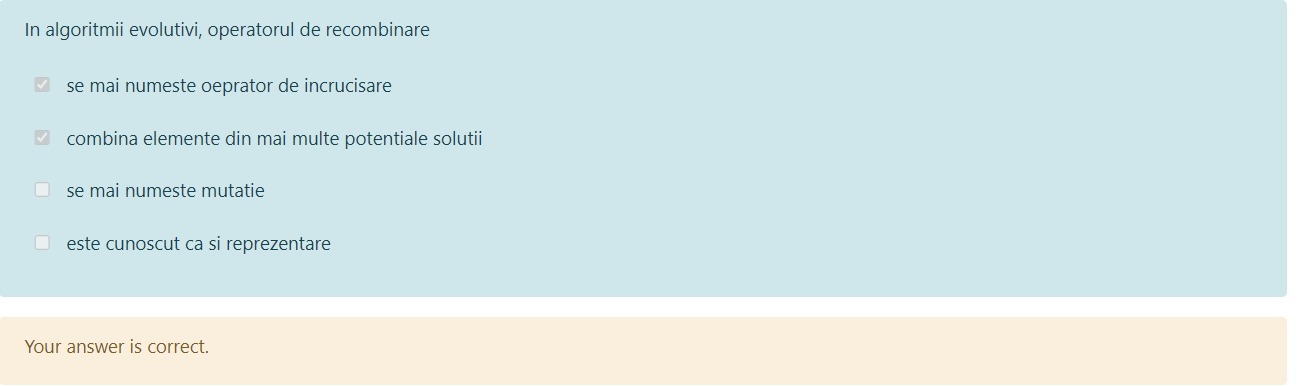 In algoritmii evolutivi, operatorul de recombinare
se mai numeste oeprator de incrucisare
combina elemente din mai multe potentiale solutii
se mai numeste mutatie
este cunoscut ca si reprezentare
Your answer is correct.